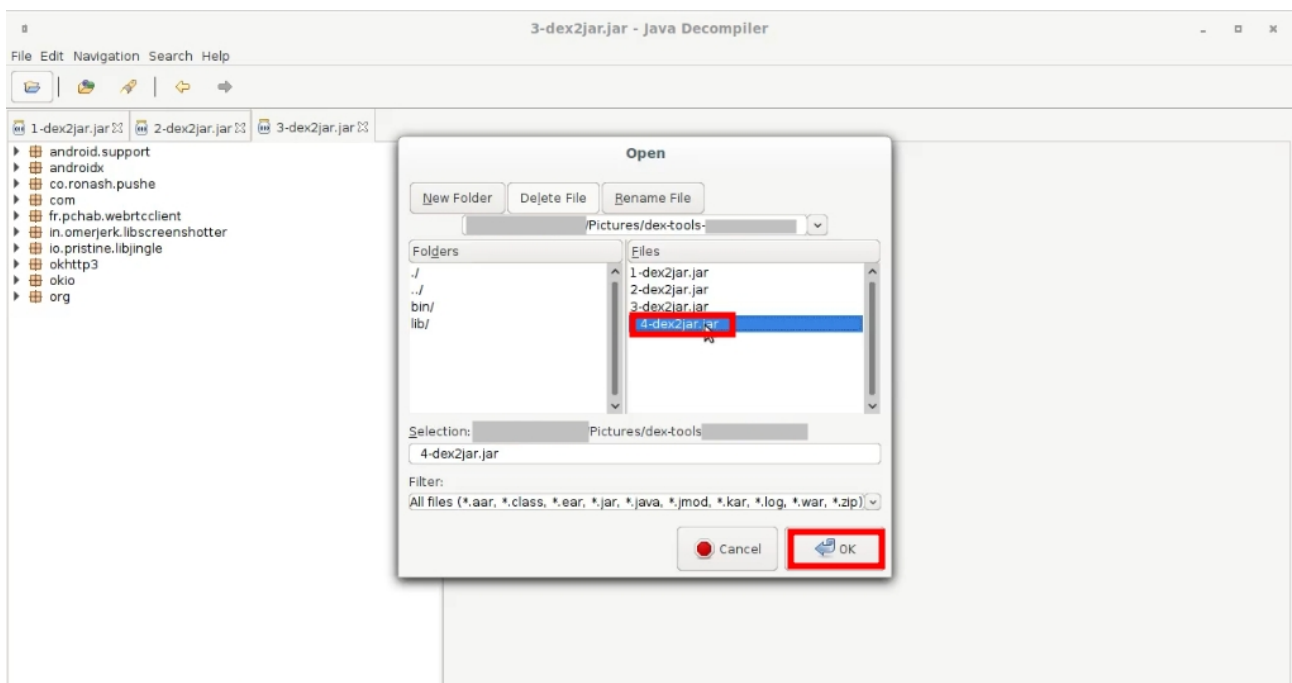 3-dex2jar.jar - Java Decompiler
File Edit Navigation Search Help
1-dex2jar.jar 2-dex2jar.jar 3-dex2jar.jar
android.support
androidx
co.ronash.pushe
com
fr.pchab.webrtcclient
in.omerjerk.libscreenshotter
io.pristine.libjingle
okhttp3
okio
org
Open
New Folder Delete File Rename File
/Pictures/dex-tools-
Folders
./
../
bin/
lib/
Files
1-dex2jar.jar
2-dex2jar.jar
3-dex2jar.jar
4-dex2jar.jar
Selection: /Pictures/dex-tools
4-dex2jar.jar
Filter:
All files (*.aar, *.class, *.ear, *.jar, *.java, *.jmod, *.kar, *.log, *.war, *.zip)
Cancel OK